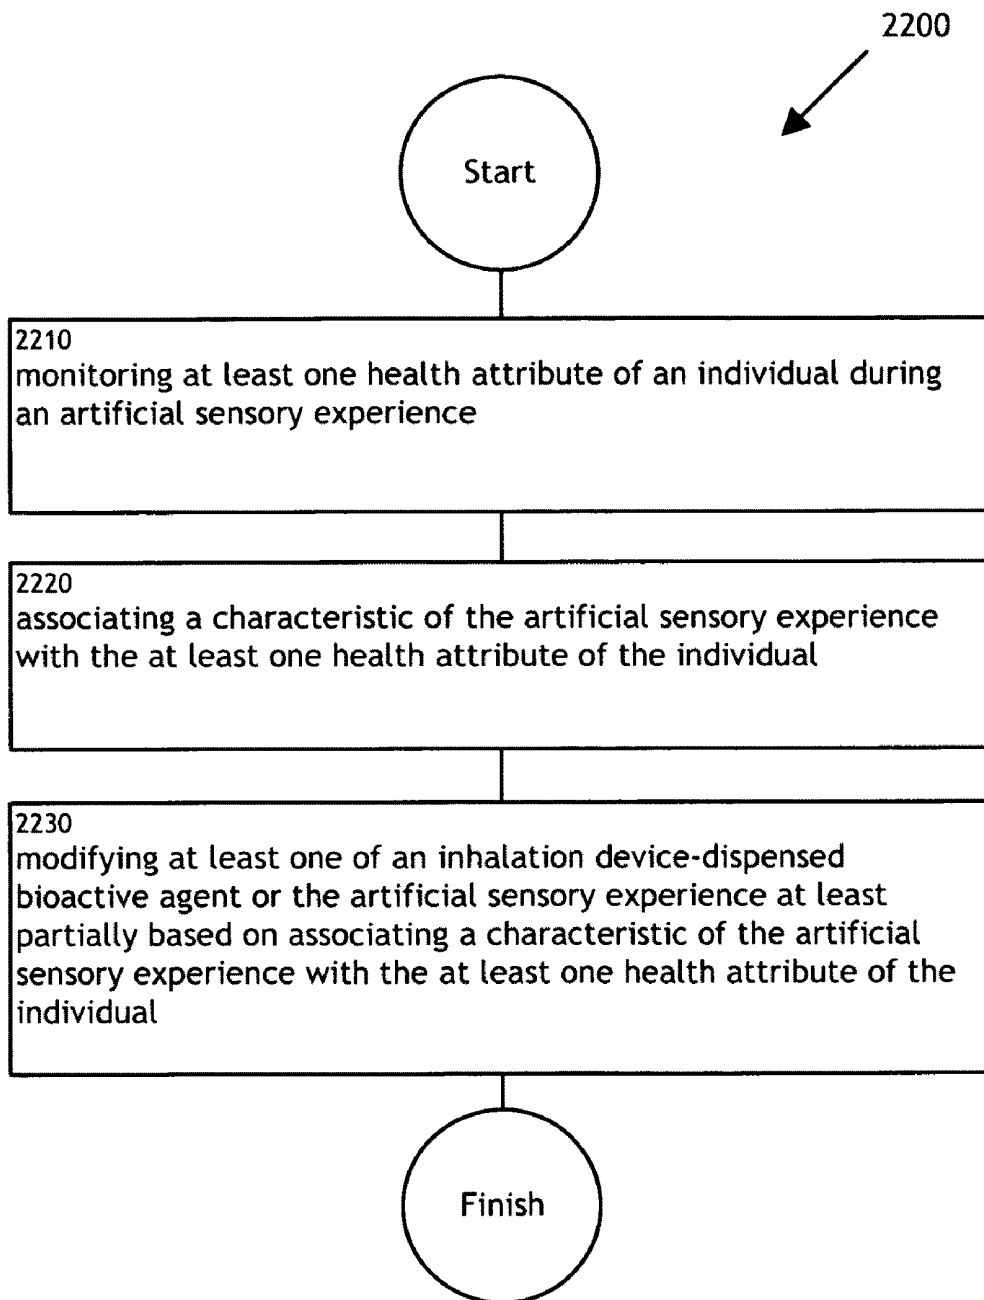 2200
Start
2210
monitoring at least one health attribute of an individual during
an artificial sensory experience
2220
associating a characteristic of the artificial sensory experience
with the at least one health attribute of the individual
2230
modifying at least one of an inhalation device-dispensed
bioactive agent or the artificial sensory experience at least
partially based on associating a characteristic of the artificial
sensory experience with the at least one health attribute of the
individual
Finish